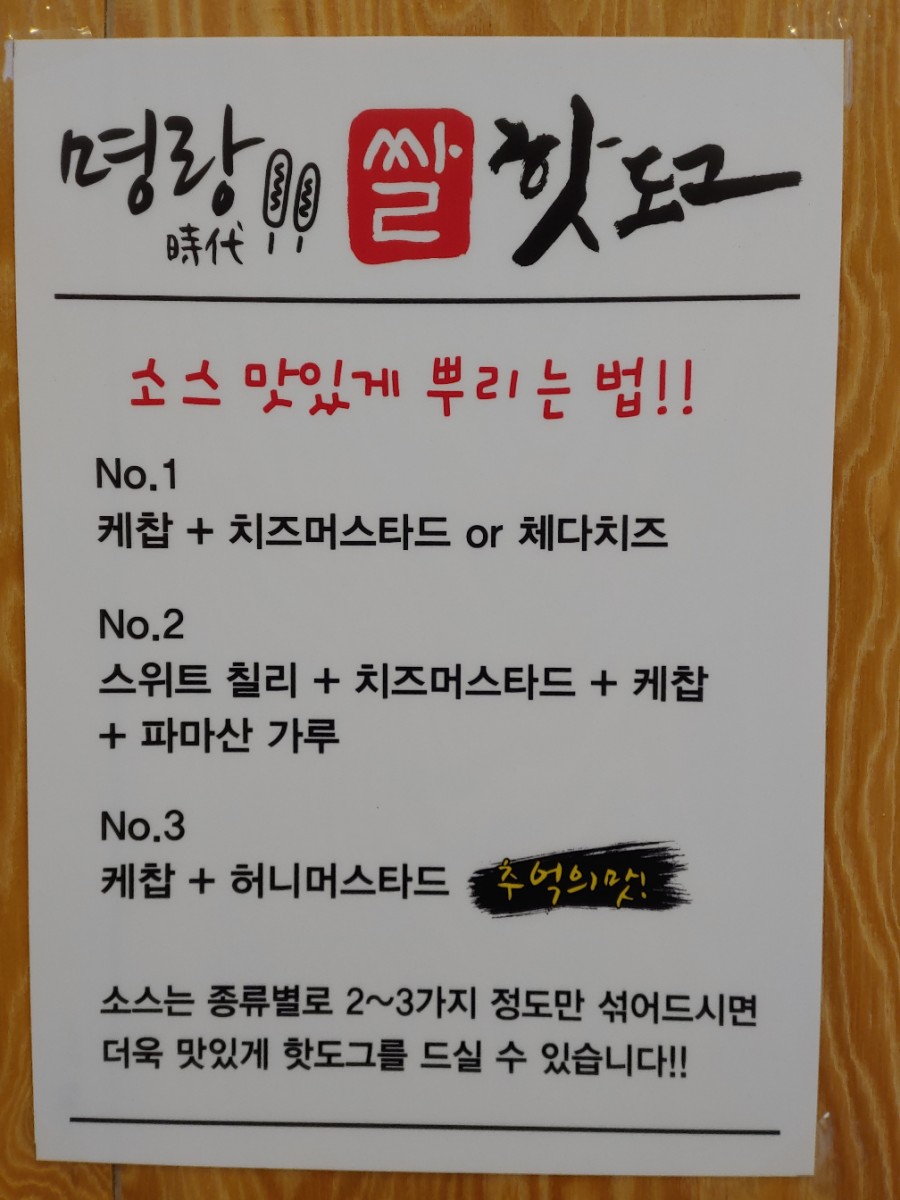 명랑 쌀 핫도그
時代
소스 맛있게 뿌리는 법!!
No.1
케찹 + 치즈머스타드 or 체다치즈
No.2
스위트 칠리 + 치즈머스타드 + 케찹
+ 파마산 가루
No.3
케찹 + 허니머스타드 추억의맛!
소스는 종류별로 2~3가지 정도만 섞어드시면
더욱 맛있게 핫도그를 드실 수 있습니다!!